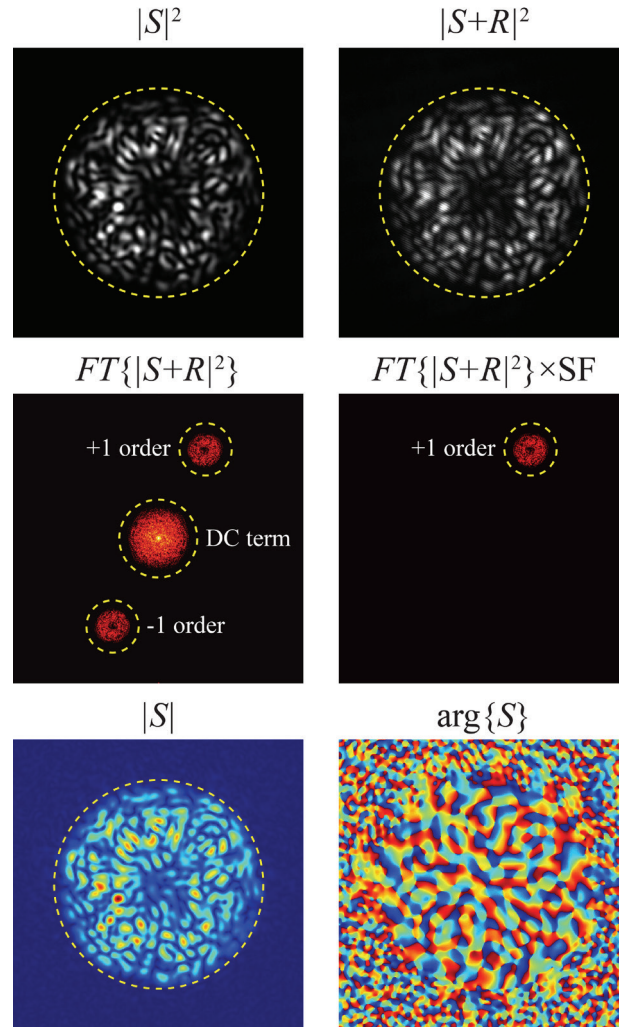 |S|² |S+R|²
FT{|S+R|²} FT{|S+R|²}×SF
+1 order +1 order
DC term
-1 order
|S| arg{S}